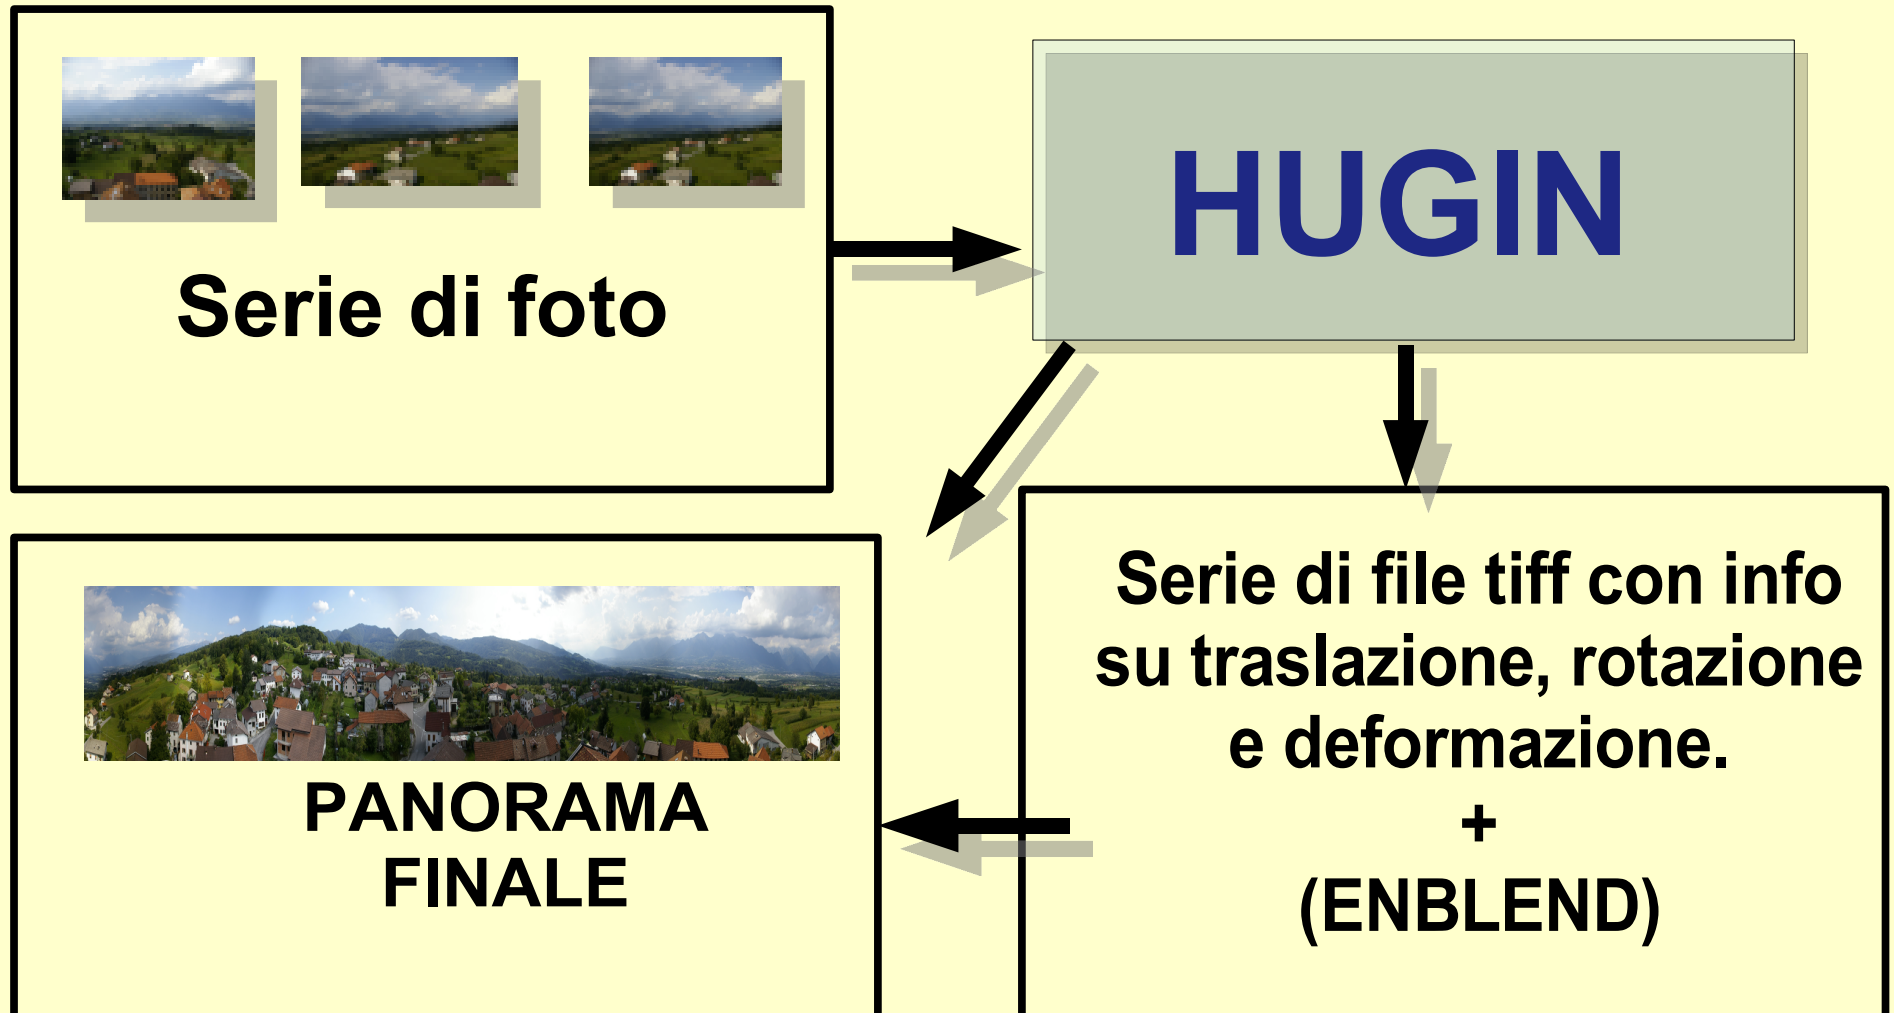 Serie di foto
HUGIN
Serie di file tiff con info
su traslazione, rotazione
e deformazione.
+
(ENBLEND)
PANORAMA
FINALE